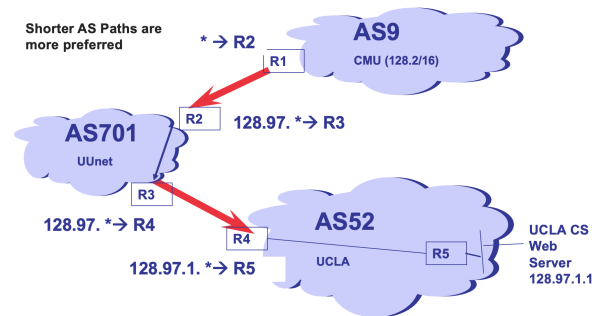 Shorter AS Paths are
more preferred
* → R2
AS9
CMU (128.2/16)
R1
R2
128.97. *→ R3
AS701
UUnet
R3
128.97. *→ R4
AS52
R4
UCLA
R5
128.97.1. *→ R5
UCLA CS
Web
Server
128.97.1.1